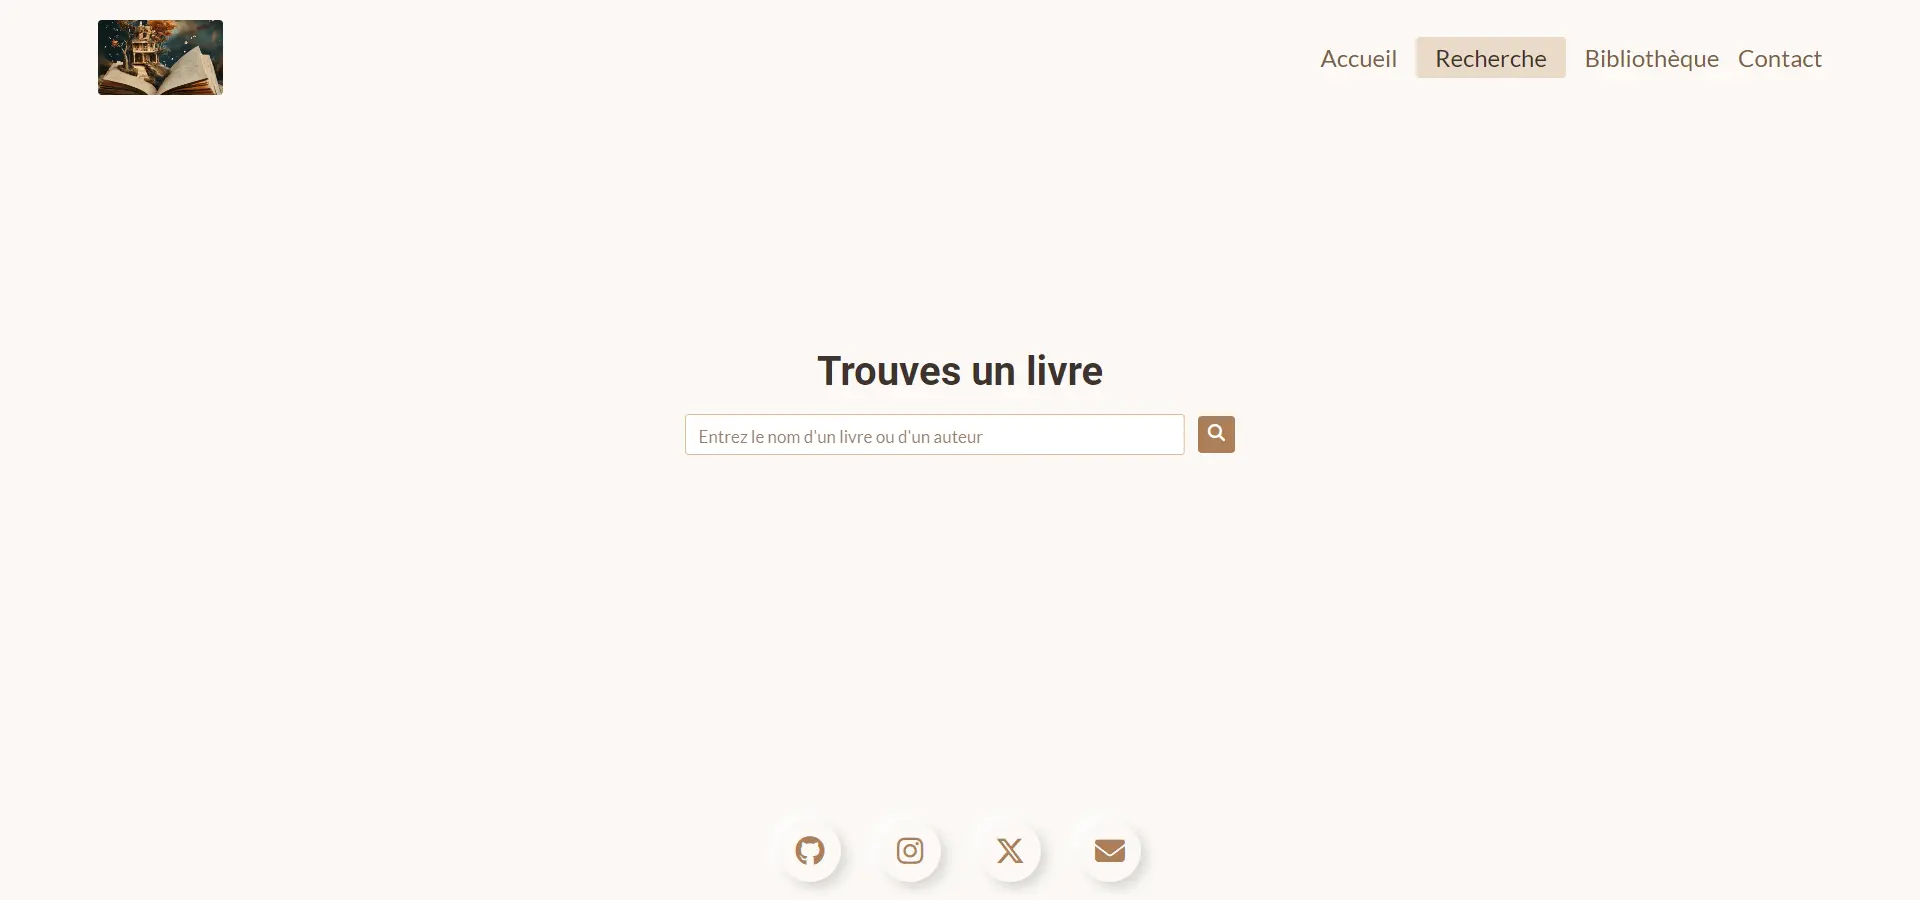 Accueil Recherche Bibliothèque Contact
Trouves un livre
Entrez le nom d'un livre ou d'un auteur